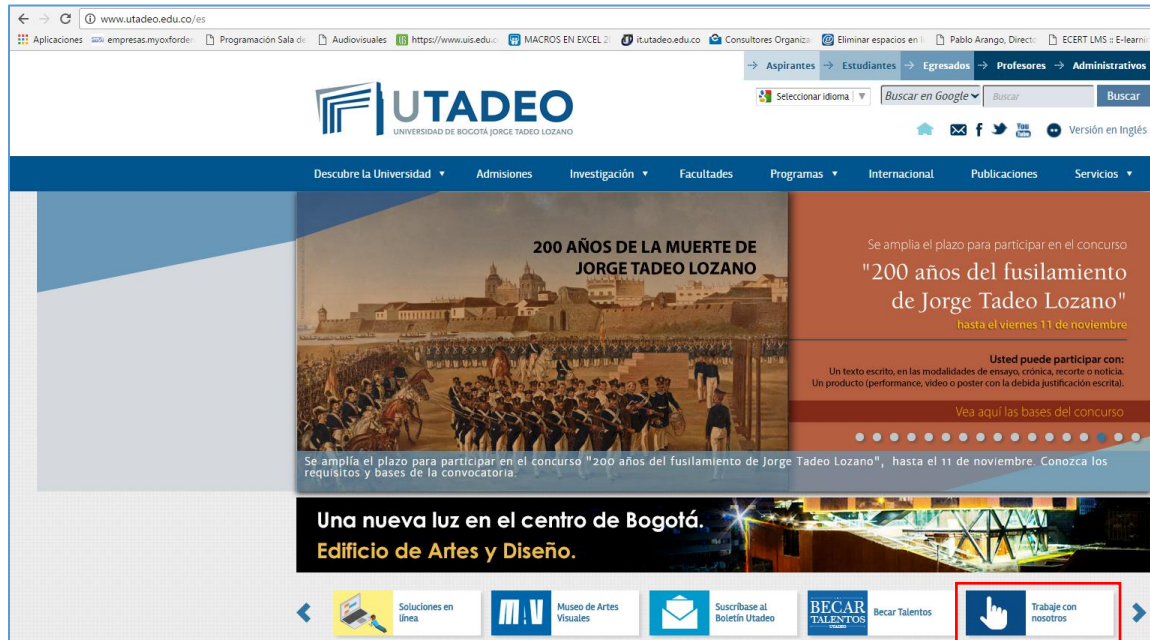 www.utadeo.edu.co/es
Aplicaciones empresas.myoxforder Programación Sala de Audiovisuales https://www.uis.edu.c MACROS EN EXCEL 2 it.utadeo.edu.co Consultores Organiza Eliminar espacios en Pablo Arango, Direct ECERT LMS :: E-learni
Aspirantes Estudiantes Egresados Profesores Administrativos
Seleccionar idioma Buscar en Google Buscar Buscar
UTADEO
UNIVERSIDAD DE BOGOTÁ JORGE TADEO LOZANO
You Tube Versión en Inglés
Descubre la Universidad Admisiones Investigación Facultades Programas Internacional Publicaciones Servicios
200 AÑOS DE LA MUERTE DE
JORGE TADEO LOZANO
Se amplia el plazo para participar en el concurso
"200 años del fusilamiento
de Jorge Tadeo Lozano"
hasta el viernes 11 de noviembre
Usted puede participar con:
Un texto escrito, en las modalidades de ensayo, crónica, recorte o noticia.
Un producto (performance, video o poster con la debida justificación escrita).
Vea aquí las bases del concurso
Se amplía el plazo para participar en el concurso "200 años del fusilamiento de Jorge Tadeo Lozano", hasta el 11 de noviembre. Conozca los
requisitos y bases de la convocatoria.
Una nueva luz en el centro de Bogotá.
Edificio de Artes y Diseño.
Soluciones en
línea
MAV
Museo de Artes
Visuales
Suscríbase al
Boletín Utadeo
BECAR
TALENTOS
UTADEO
Becar Talentos
Trabaje con
nosotros